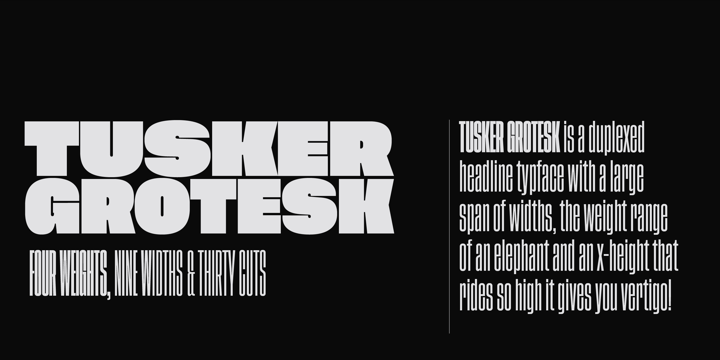 TUSKER
GROTESK
FOUR WEIGHTS, NINE WIDTHS & THIRTY CUTS
TUSKER GROTESK is a duplexed
headline typface with a large
span of widths, the weight range
of an elephant and an x-height that
rides so high it gives you vertigo!